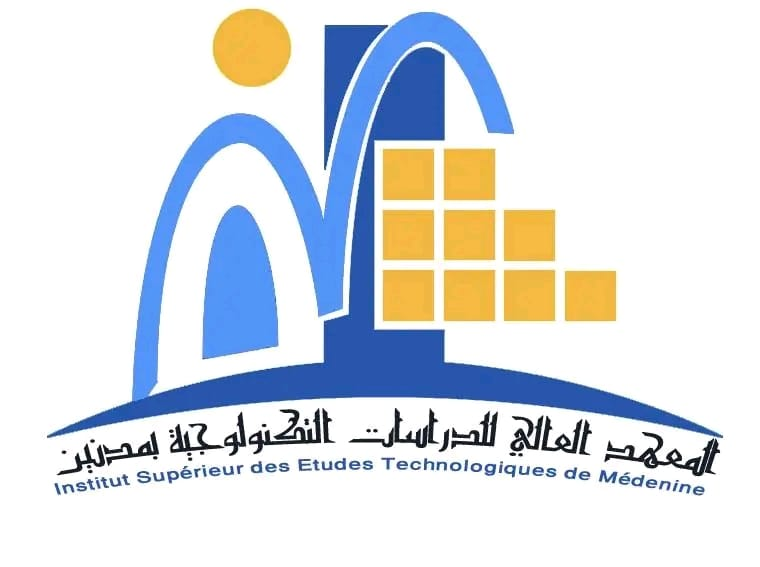 المعهد العالي للدراسات التكنولوجية بمدنين
Institut Supérieur des Etudes Technologiques de Médenine